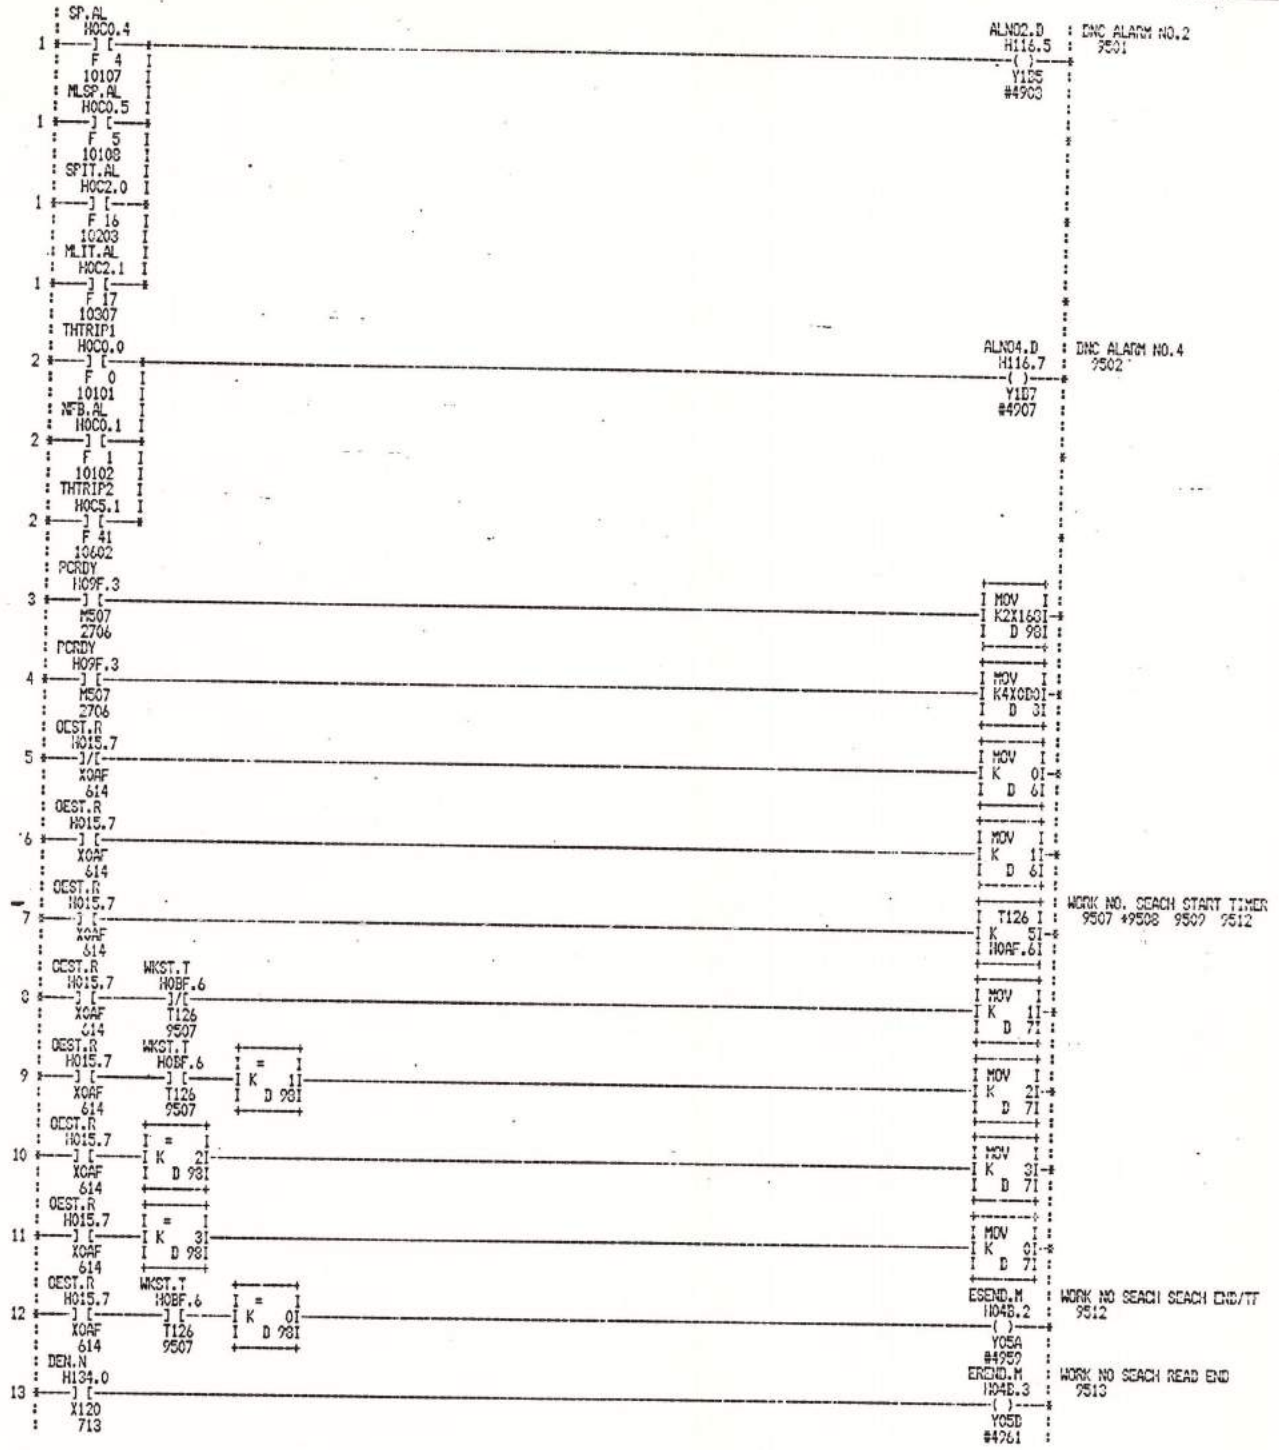 SP.AL
H0C0.4
ALN02.D
DNC ALARM NO.2
1
H116.5
9501
F 4
10107
Y1B5
#4903
MLSP.AL
H0C0.5
1
F 5
10108
SPIT.AL
H0C2.0
1
F 16
10203
MLIT.AL
H0C2.1
1
F 17
10307
THTRIP1
H0C0.0
ALN04.D
DNC ALARM NO.4
2
H116.7
9502
F 0
10101
Y1B7
#4907
NFB.AL
H0C0.1
2
F 1
10102
THTRIP2
H0C5.1
2
F 41
10602
PCRDY
H09F.3
3
MOV
M507
K2X168
2706
D 98
PCRDY
H09F.3
4
MOV
M507
K4X0D0
2706
D 3
OEST.R
H015.7
5
MOV
X0AF
K 0
614
D 6
OEST.R
H015.7
6
MOV
X0AF
K 1
614
D 6
OEST.R
H015.7
WORK NO. SEACH START TIMER
7
T126
9507 *9508 9509 9512
X0AF
K 5
614
H0AF.6
OEST.R WKST.T
H015.7 H0BF.6
8
MOV
X0AF T126
K 1
614 9507
D 7
OEST.R WKST.T
H015.7 H0BF.6 =
9
K 1
MOV
X0AF T126 D 98
K 2
614 9507
D 7
OEST.R
H015.7 =
10
K 2
MOV
X0AF D 98
K 3
614
D 7
OEST.R
H015.7 =
11
K 3
MOV
X0AF D 98
K 0
614
D 7
OEST.R WKST.T
H015.7 H0BF.6 =
ESEND.M
WORK NO SEACH SEACH END/TF
12
K 0
H04B.2
9512
X0AF T126 D 98
614 9507
Y05A
#4959
DEN.N
H134.0
EREND.M
WORK NO SEACH READ END
13
H04B.3
9513
X120
713
Y05B
#4961